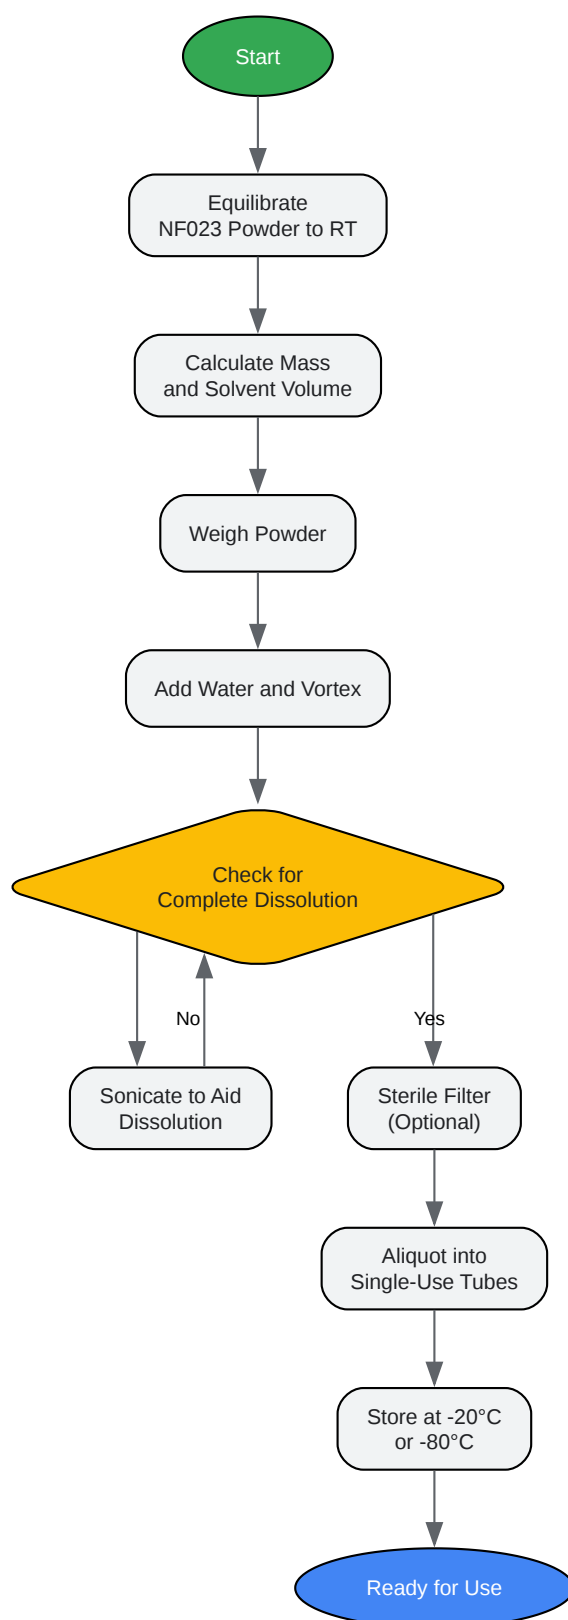 Start
Equilibrate
NF023 Powder to RT
Calculate Mass
and Solvent Volume
Weigh Powder
Add Water and Vortex
Check for
Complete Dissolution
No
Yes
Sonicate to Aid
Dissolution
Sterile Filter
(Optional)
Aliquot into
Single-Use Tubes
Store at -20°C
or -80°C
Ready for Use